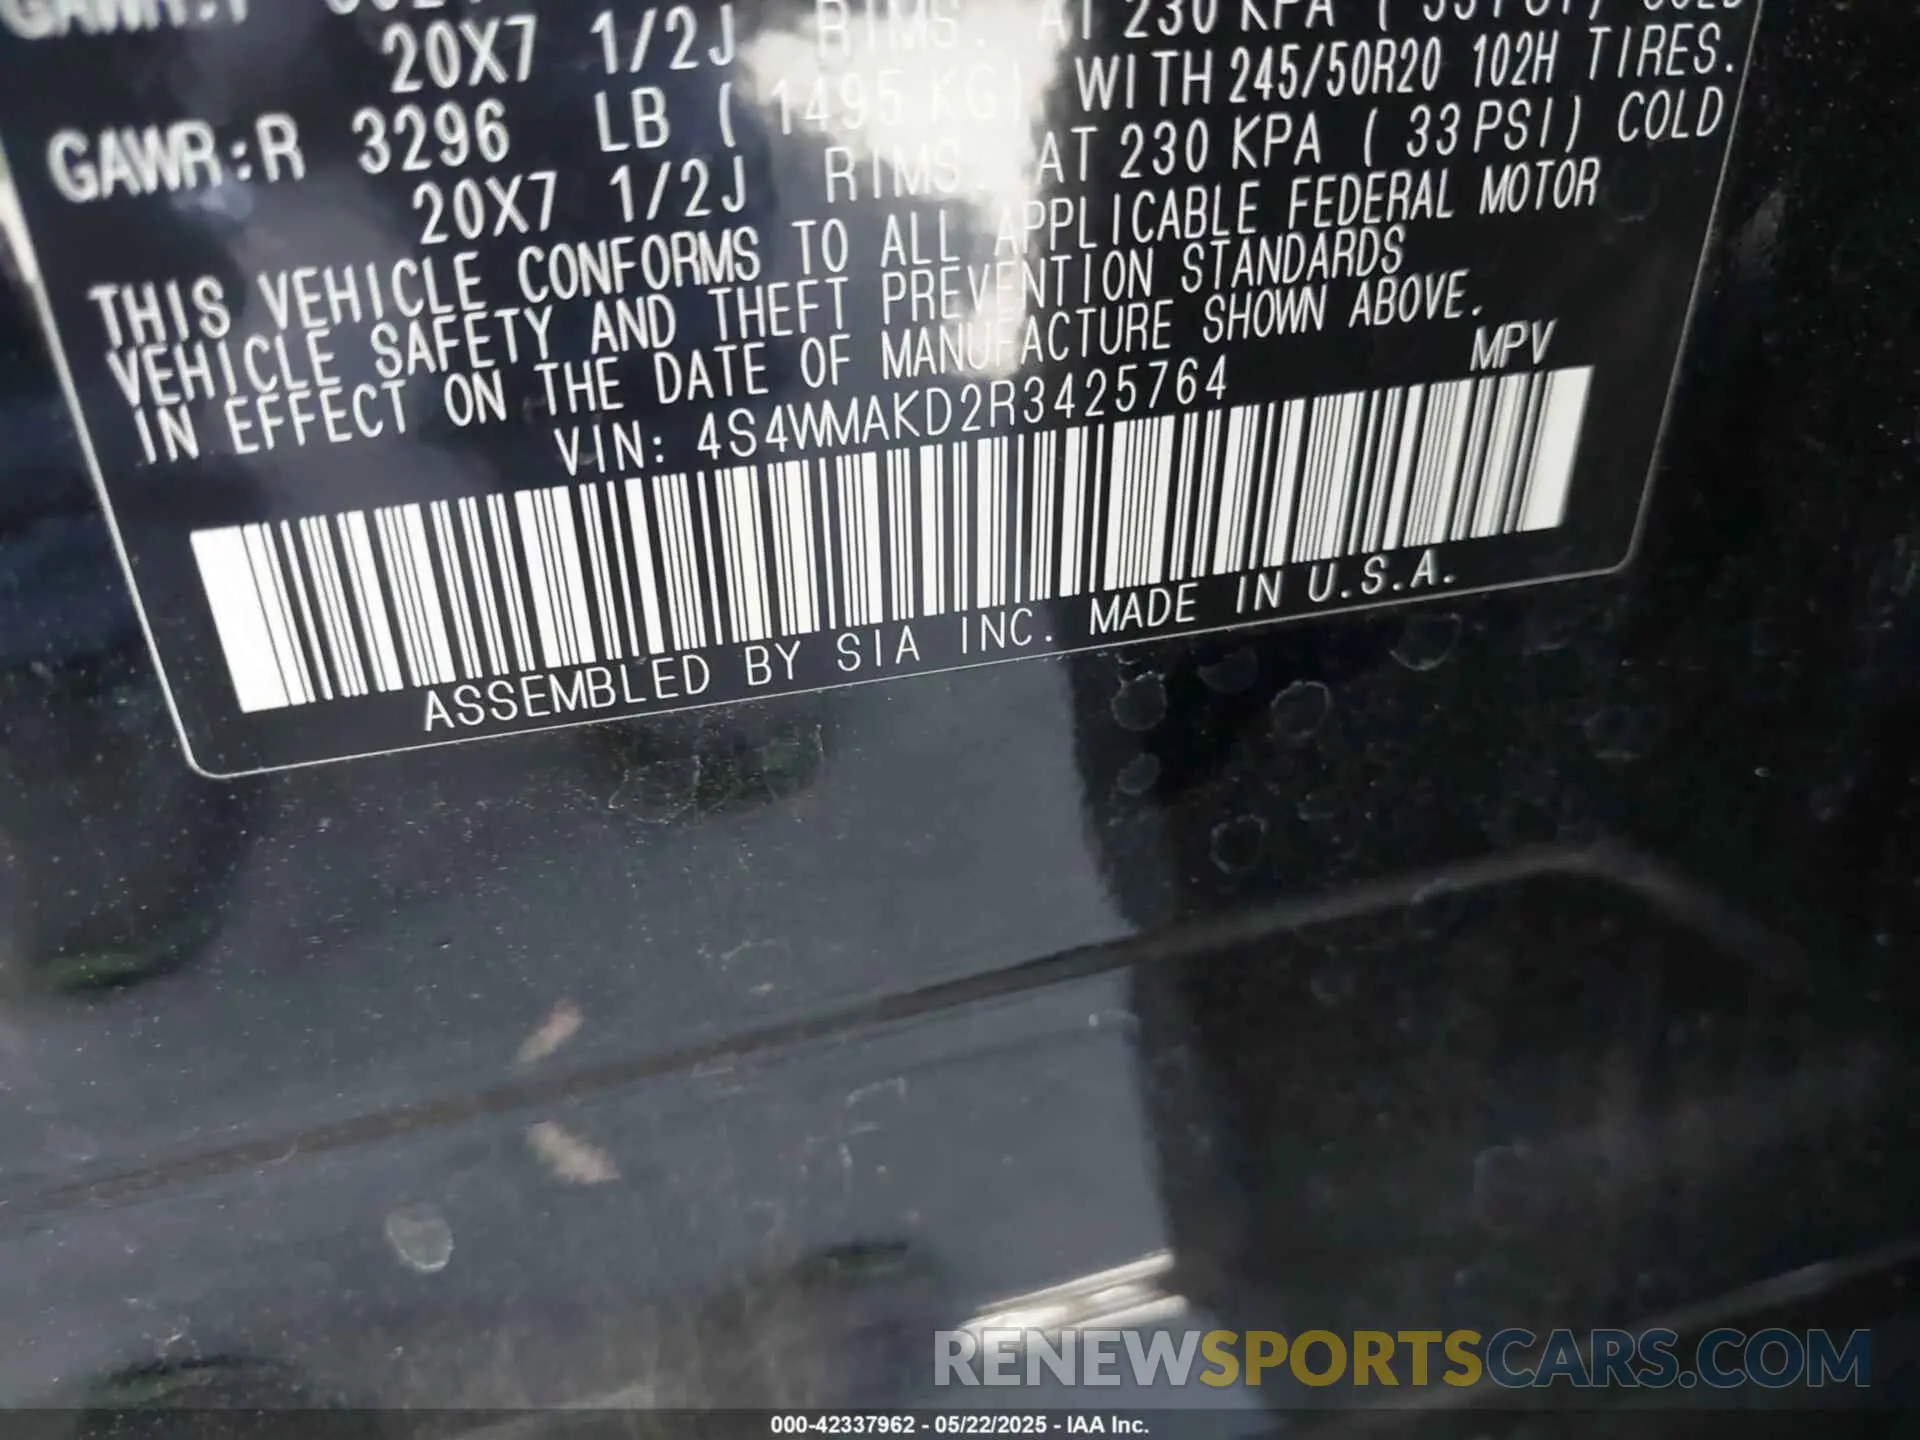 20X7 1/2J RIMS. AT 230 KPA ( 33PSI) COLD
GAWR:R 3296 LB ( 1495 KG) WITH 245/50R20 102H TIRES.
20X7 1/2J RIMS. AT 230 KPA ( 33PSI) COLD
THIS VEHICLE CONFORMS TO ALL APPLICABLE FEDERAL MOTOR
VEHICLE SAFETY AND THEFT PREVENTION STANDARDS
IN EFFECT ON THE DATE OF MANUFACTURE SHOWN ABOVE.
VIN: 4S4WMAKD2R3425764 MPV
ASSEMBLED BY SIA INC. MADE IN U.S.A.
RENEWSPORTSCARS.COM
000-42337962 - 05/22/2025 - IAA Inc.